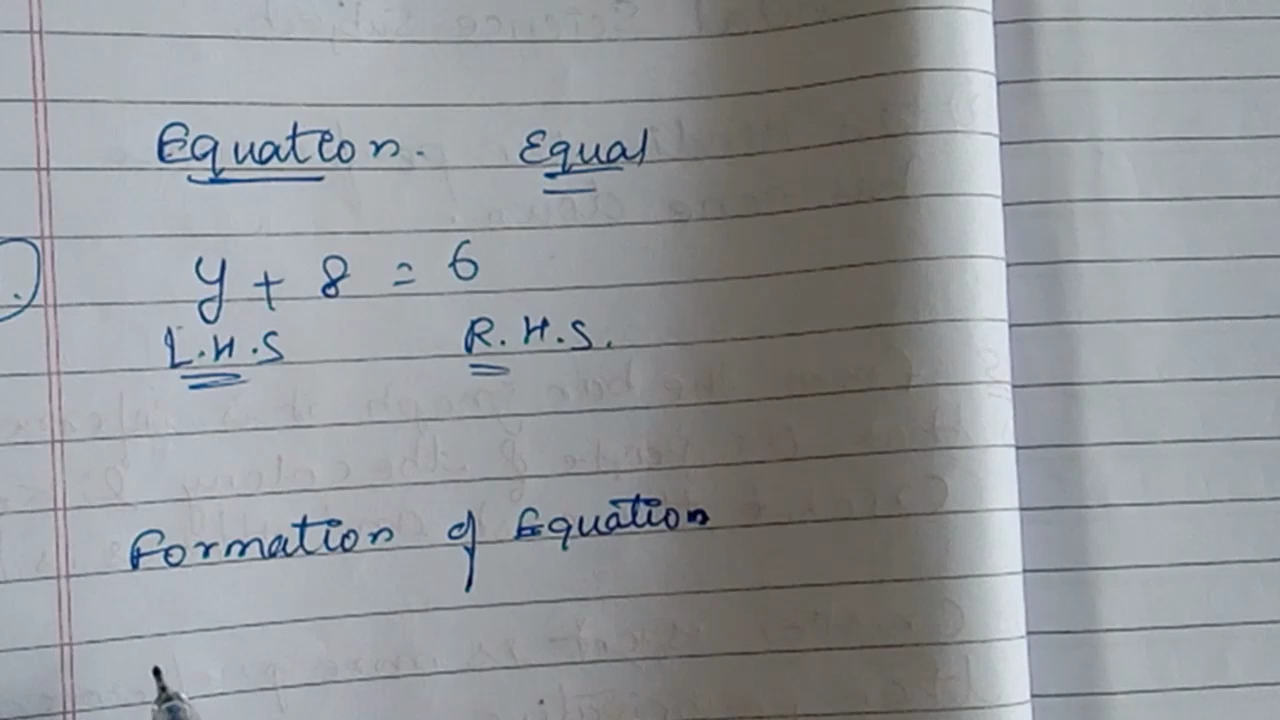 Equation. Equal
y + 8 = 6
L.H.S R.H.S.
Formation of Equation